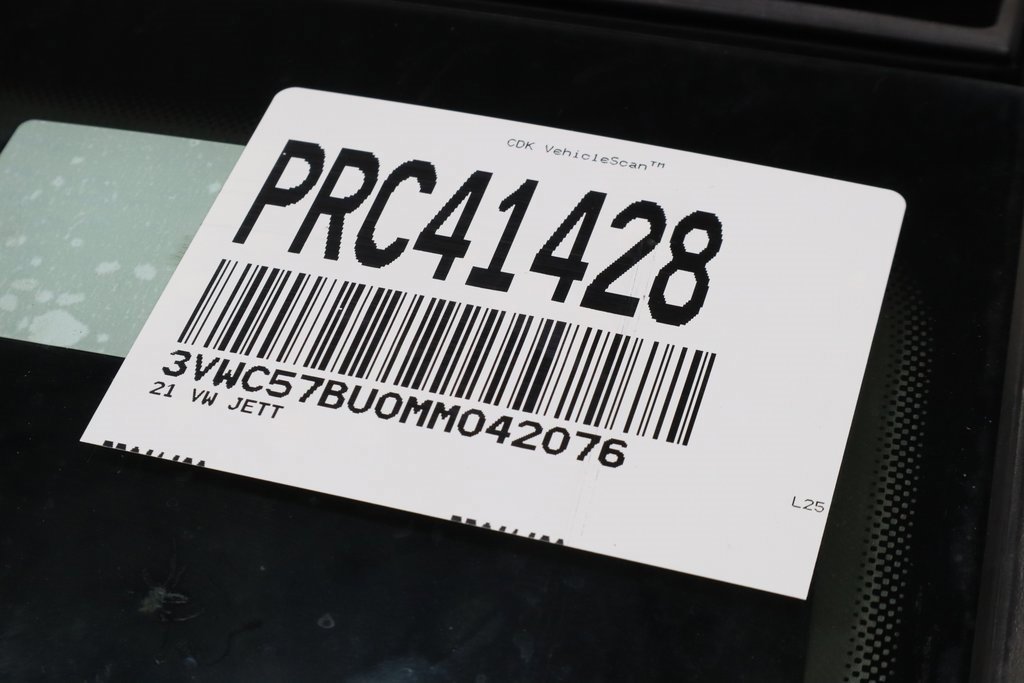 CDK VehicleScan™
PRC41428
3VWC57BU0MM042076
21 VW JETT
L25